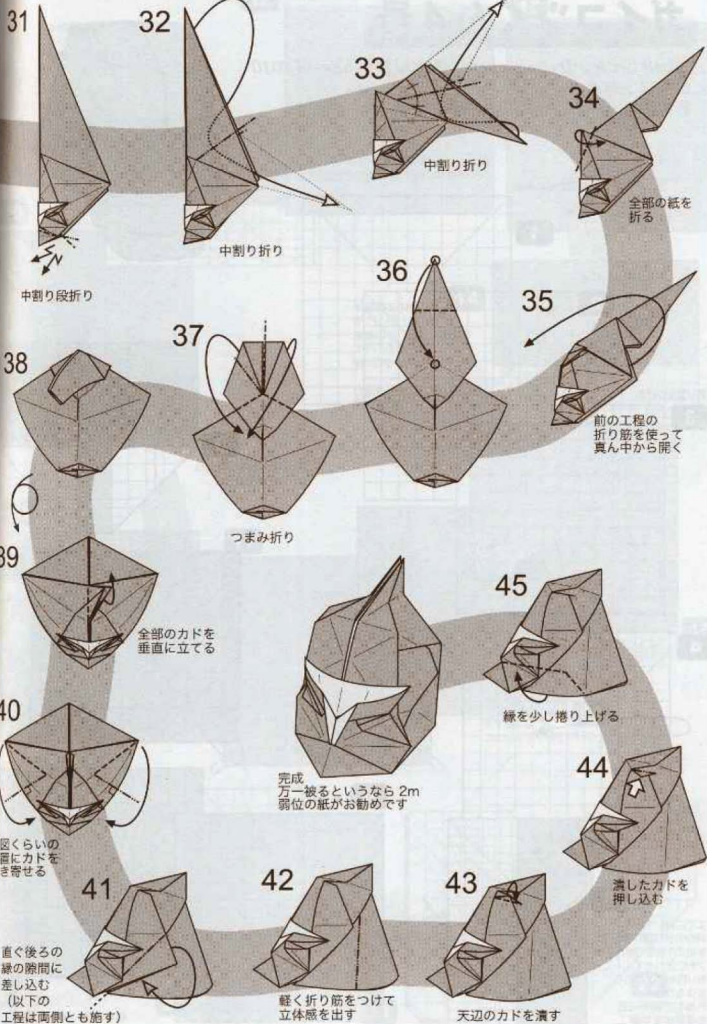 31
中割り段折り
32
中割り折り
33
中割り折り
34
全部の紙を
折る
35
前の工程の
折り筋を使って
真ん中から開く
36
37
つまみ折り
38
39
全部のカドを
垂直に立てる
40
図くらいの
置にカドを
き寄せる
41
直ぐ後ろの
縁の隙間に
差し込む
(以下の
工程は両側とも施す)
42
軽く折り筋をつけて
立体感を出す
43
天辺のカドを潰す
44
潰したカドを
押し込む
45
縁を少し捲り上げる
完成
万一被るというなら 2m
弱位の紙がお勧めです